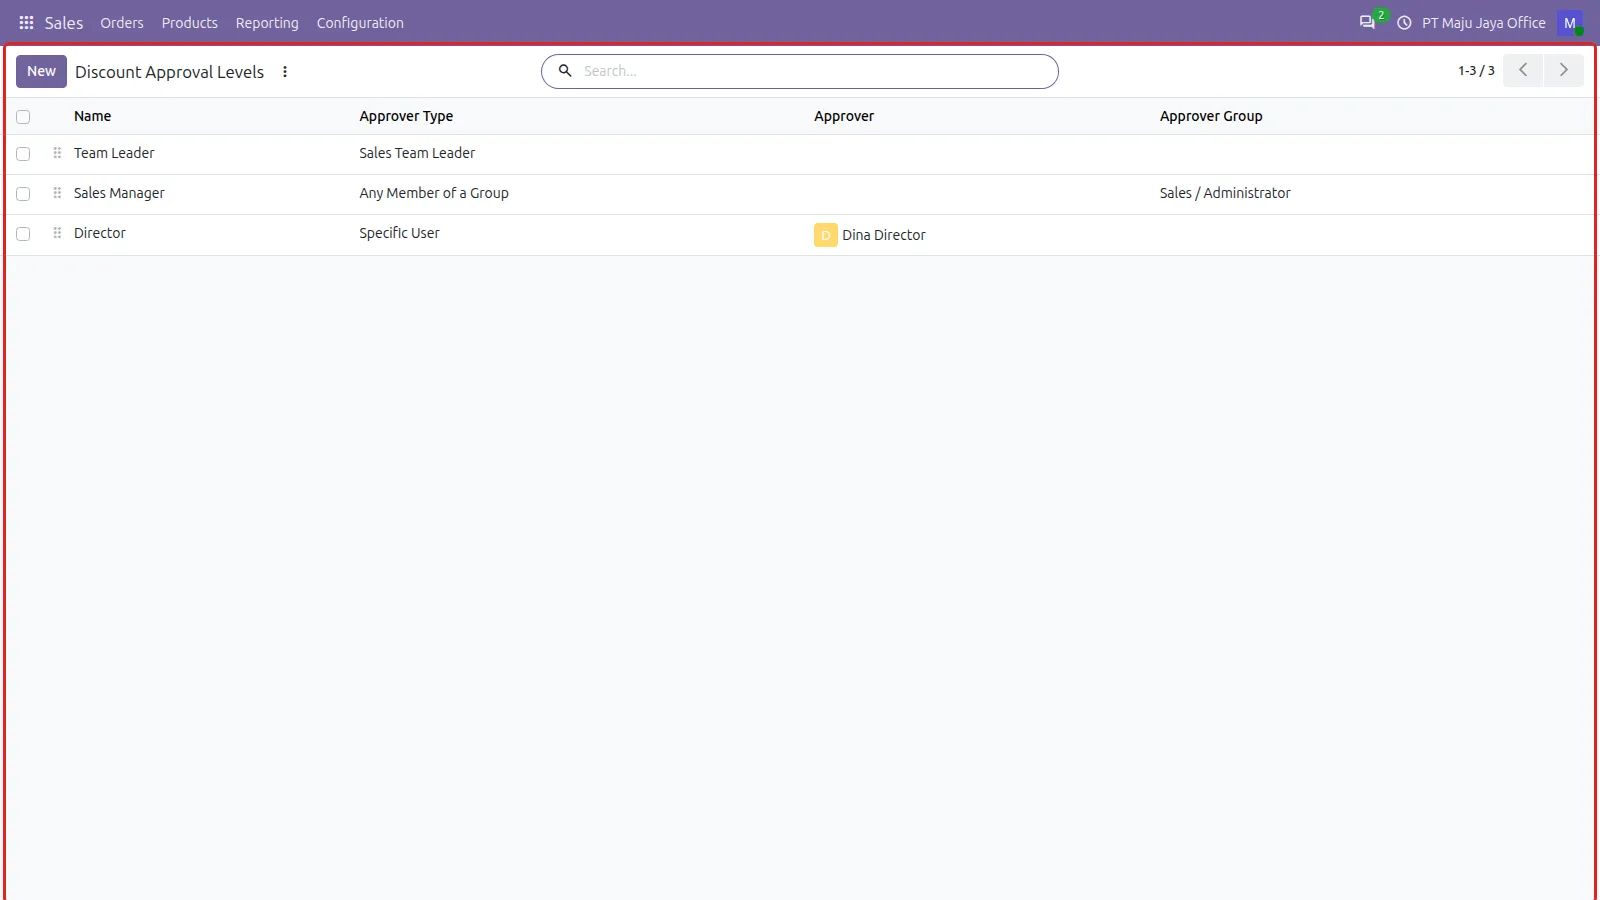 Sales Orders Products Reporting Configuration 2 PT Maju Jaya Office M
New Discount Approval Levels Search... 1-3 / 3
Name Approver Type Approver Approver Group
Team Leader Sales Team Leader
Sales Manager Any Member of a Group Sales / Administrator
Director Specific User D Dina Director